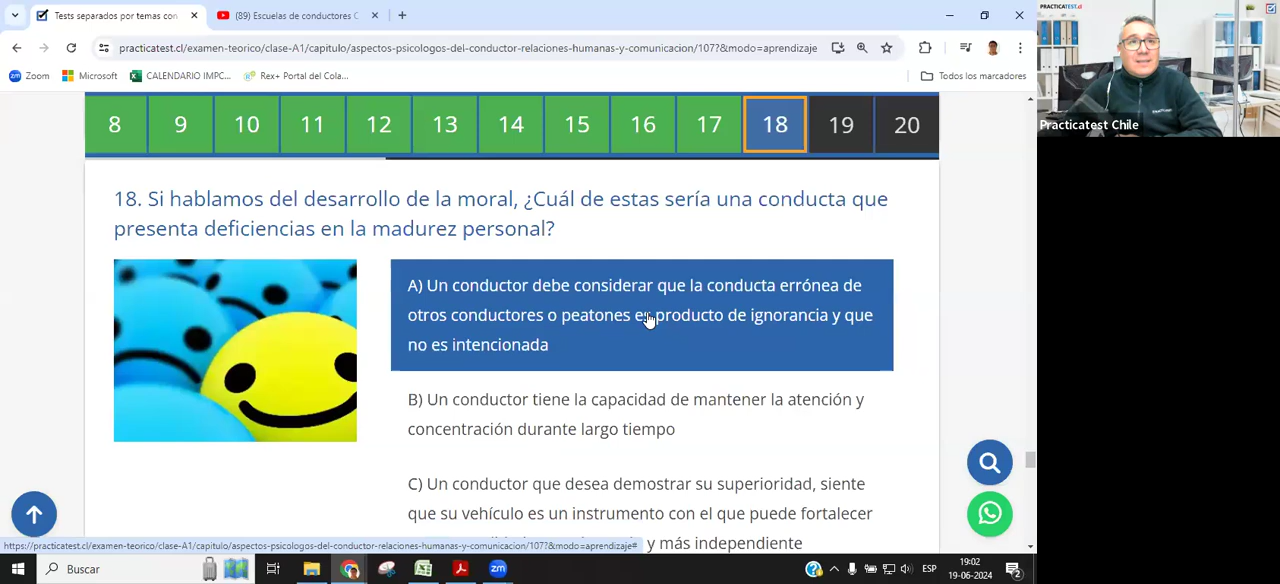 Tests separados por temas con
(89) Escuelas de conductores C
practicatest.cl/examen-teorico/clase-A1/capitulo/aspectos-psicologos-del-conductor-relaciones-humanas-y-comunicacion/107?&modo=aprendizaje
Zoom
Microsoft
CALENDARIO IMPC...
Rex+ Portal del Cola...
Todos los marcadores
PRACTICATEST.cl
Practicatest Chile
8 9 10 11 12 13 14 15 16 17 18 19 20
18. Si hablamos del desarrollo de la moral, ¿Cuál de estas sería una conducta que
presenta deficiencias en la madurez personal?
A) Un conductor debe considerar que la conducta errónea de
otros conductores o peatones es producto de ignorancia y que
no es intencionada
B) Un conductor tiene la capacidad de mantener la atención y
concentración durante largo tiempo
C) Un conductor que desea demostrar su superioridad, siente
que su vehículo es un instrumento con el que puede fortalecer
y más independiente
https://practicatest.cl/examen-teorico/clase-A1/capitulo/aspectos-psicologos-del-conductor-relaciones-humanas-y-comunicacion/107?&modo=aprendizaje#
Buscar
ESP
19:02
19-06-2024
2